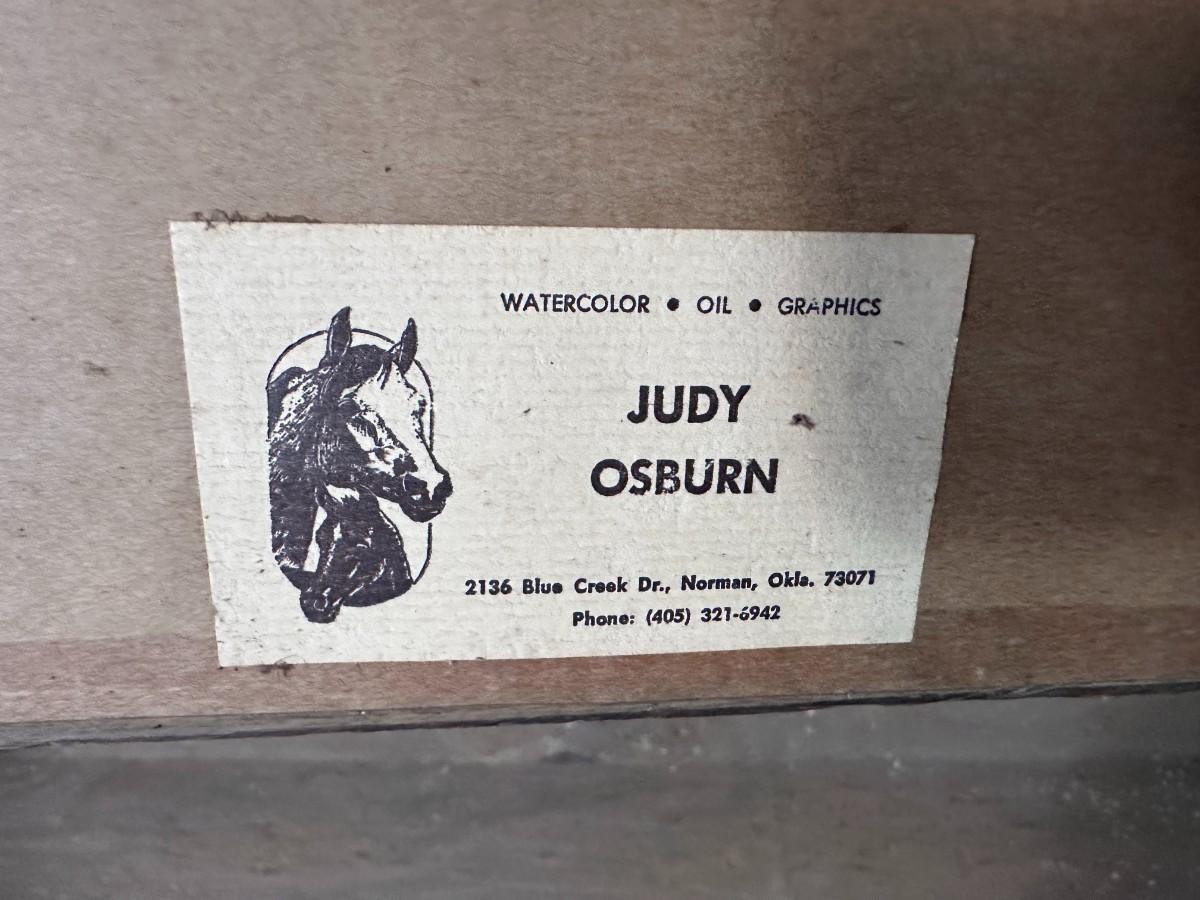 WATERCOLOR • OIL • GRAPHICS
JUDY
OSBURN
2136 Blue Creek Dr., Norman, Okla. 73071
Phone: (405) 321-6942